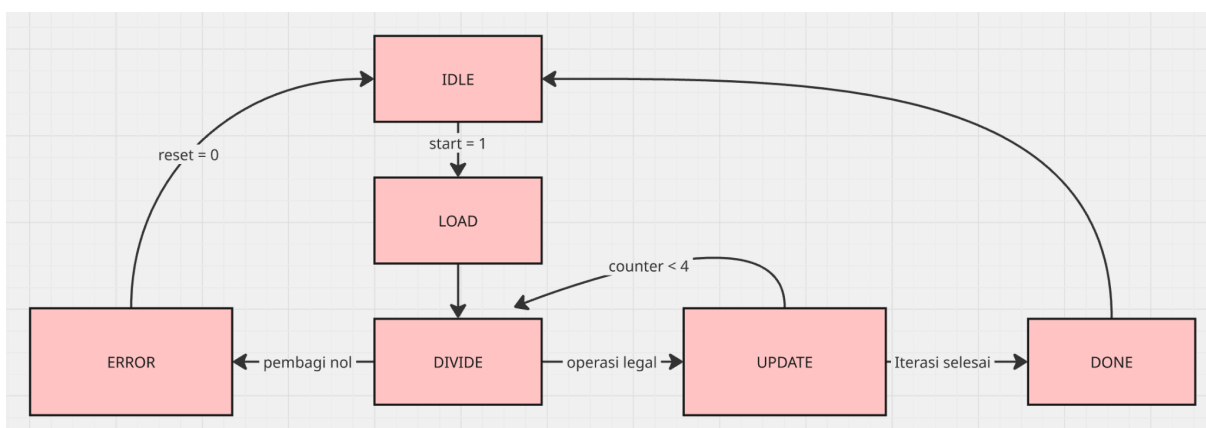 IDLE
start = 1
reset = 0
LOAD
counter < 4
ERROR
pembagi nol
DIVIDE
operasi legal
UPDATE
Iterasi selesai
DONE